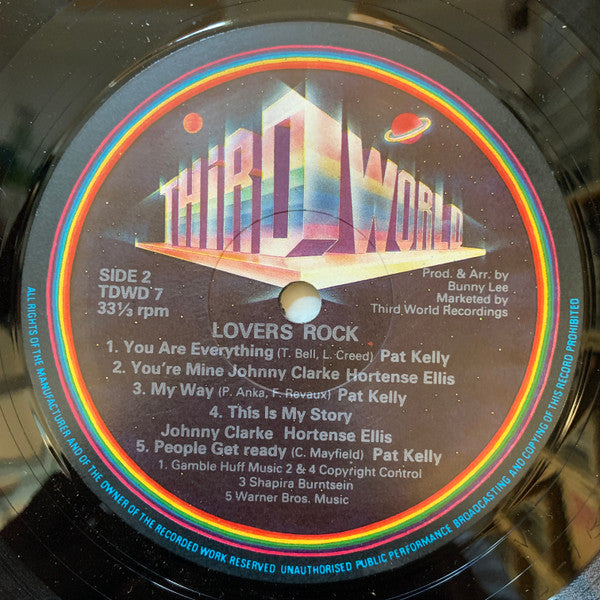 THiRD WORLD
SIDE 2
TDWD 7
33⅓ rpm
Prod. & Arr. by
Bunny Lee
Marketed by
Third World Recordings
LOVERS ROCK
1. You Are Everything (T. Bell, L. Creed) Pat Kelly
2. You're Mine Johnny Clarke Hortense Ellis
3. My Way (P. Anka, F. Revaux) Pat Kelly
4. This Is My Story
Johnny Clarke Hortense Ellis
5. People Get ready (C. Mayfield) Pat Kelly
1. Gamble Huff Music 2 & 4 Copyright Control
3 Shapira Burntsein
5 Warner Bros. Music
ALL RIGHTS OF THE MANUFACTURER AND OF THE OWNER OF THE RECORDED WORK RESERVED UNAUTHORISED PUBLIC PERFORMANCE BROADCASTING AND COPYING OF THIS RECORD PROHIBITED